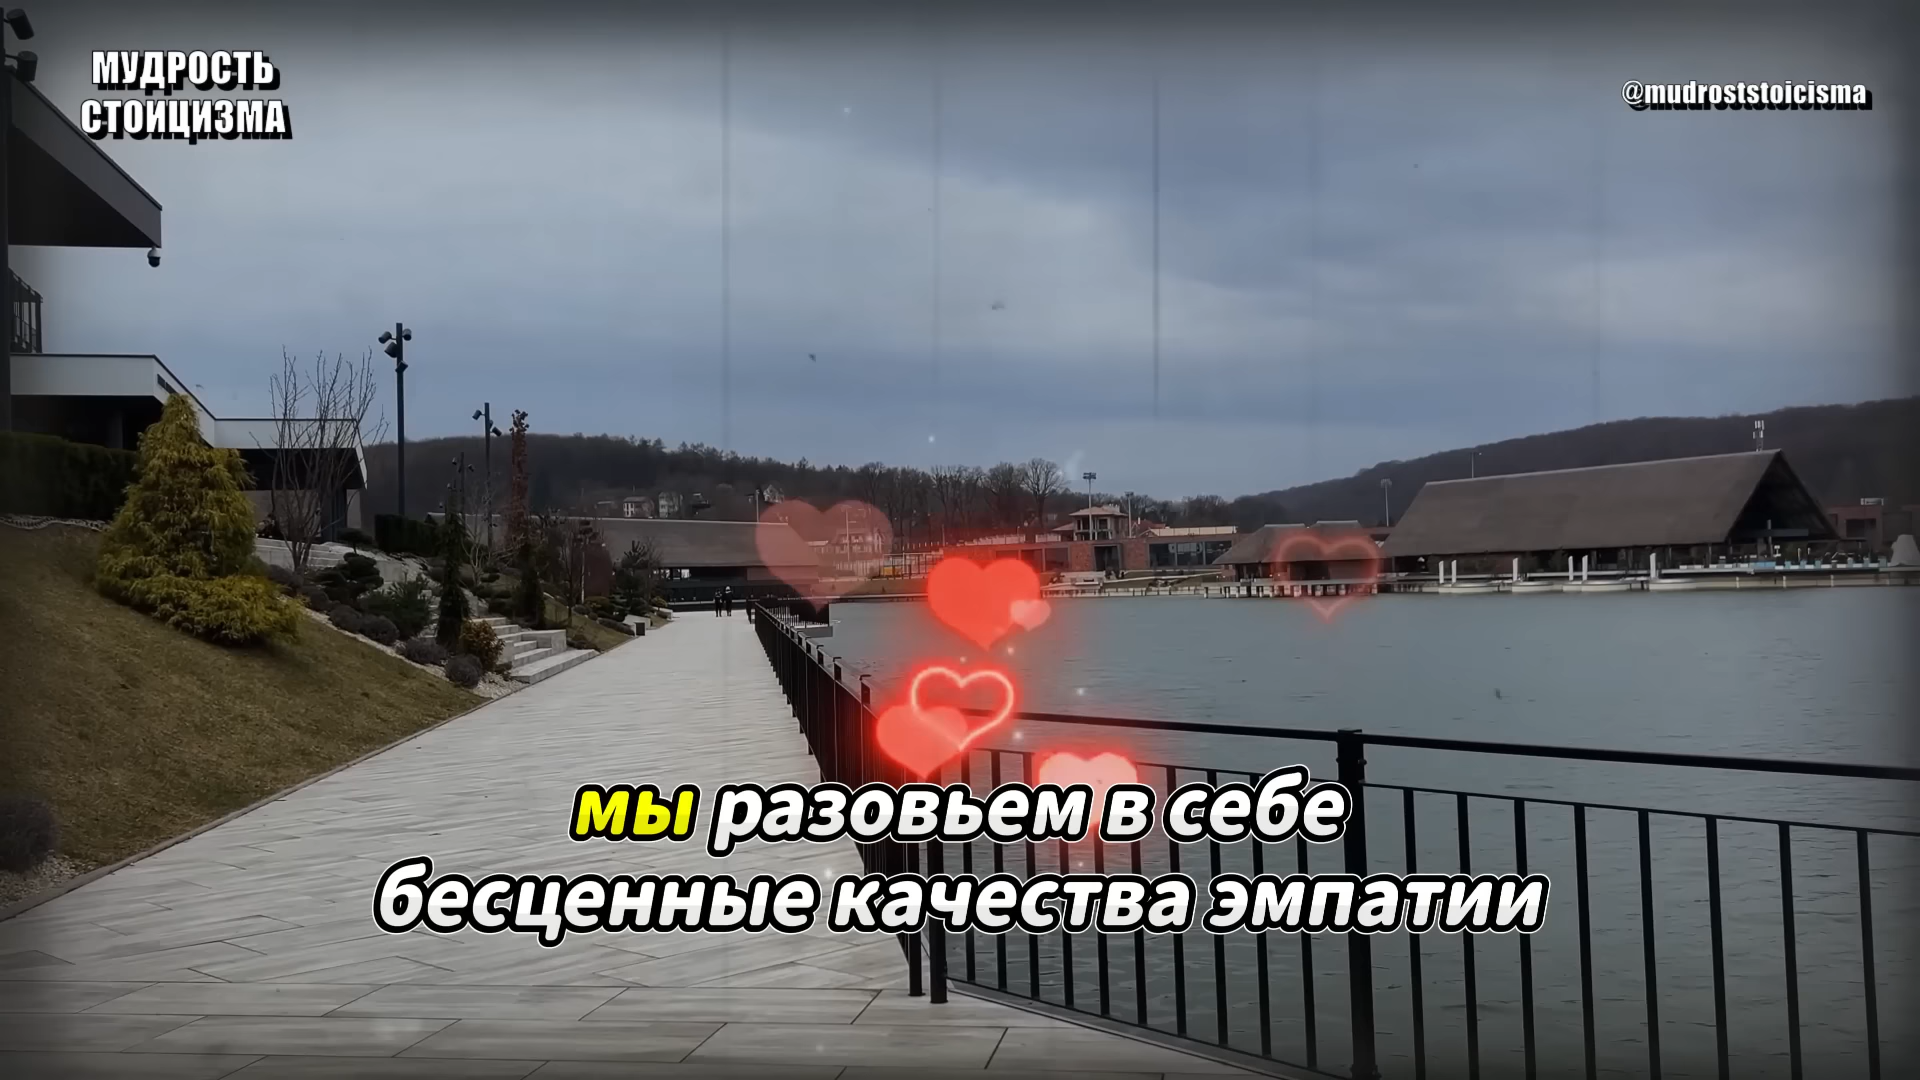 МУДРОСТЬ
СТОИЦИЗМА
@mudroststoicisma
мы разовьем в себе
бесценные качества эмпатии